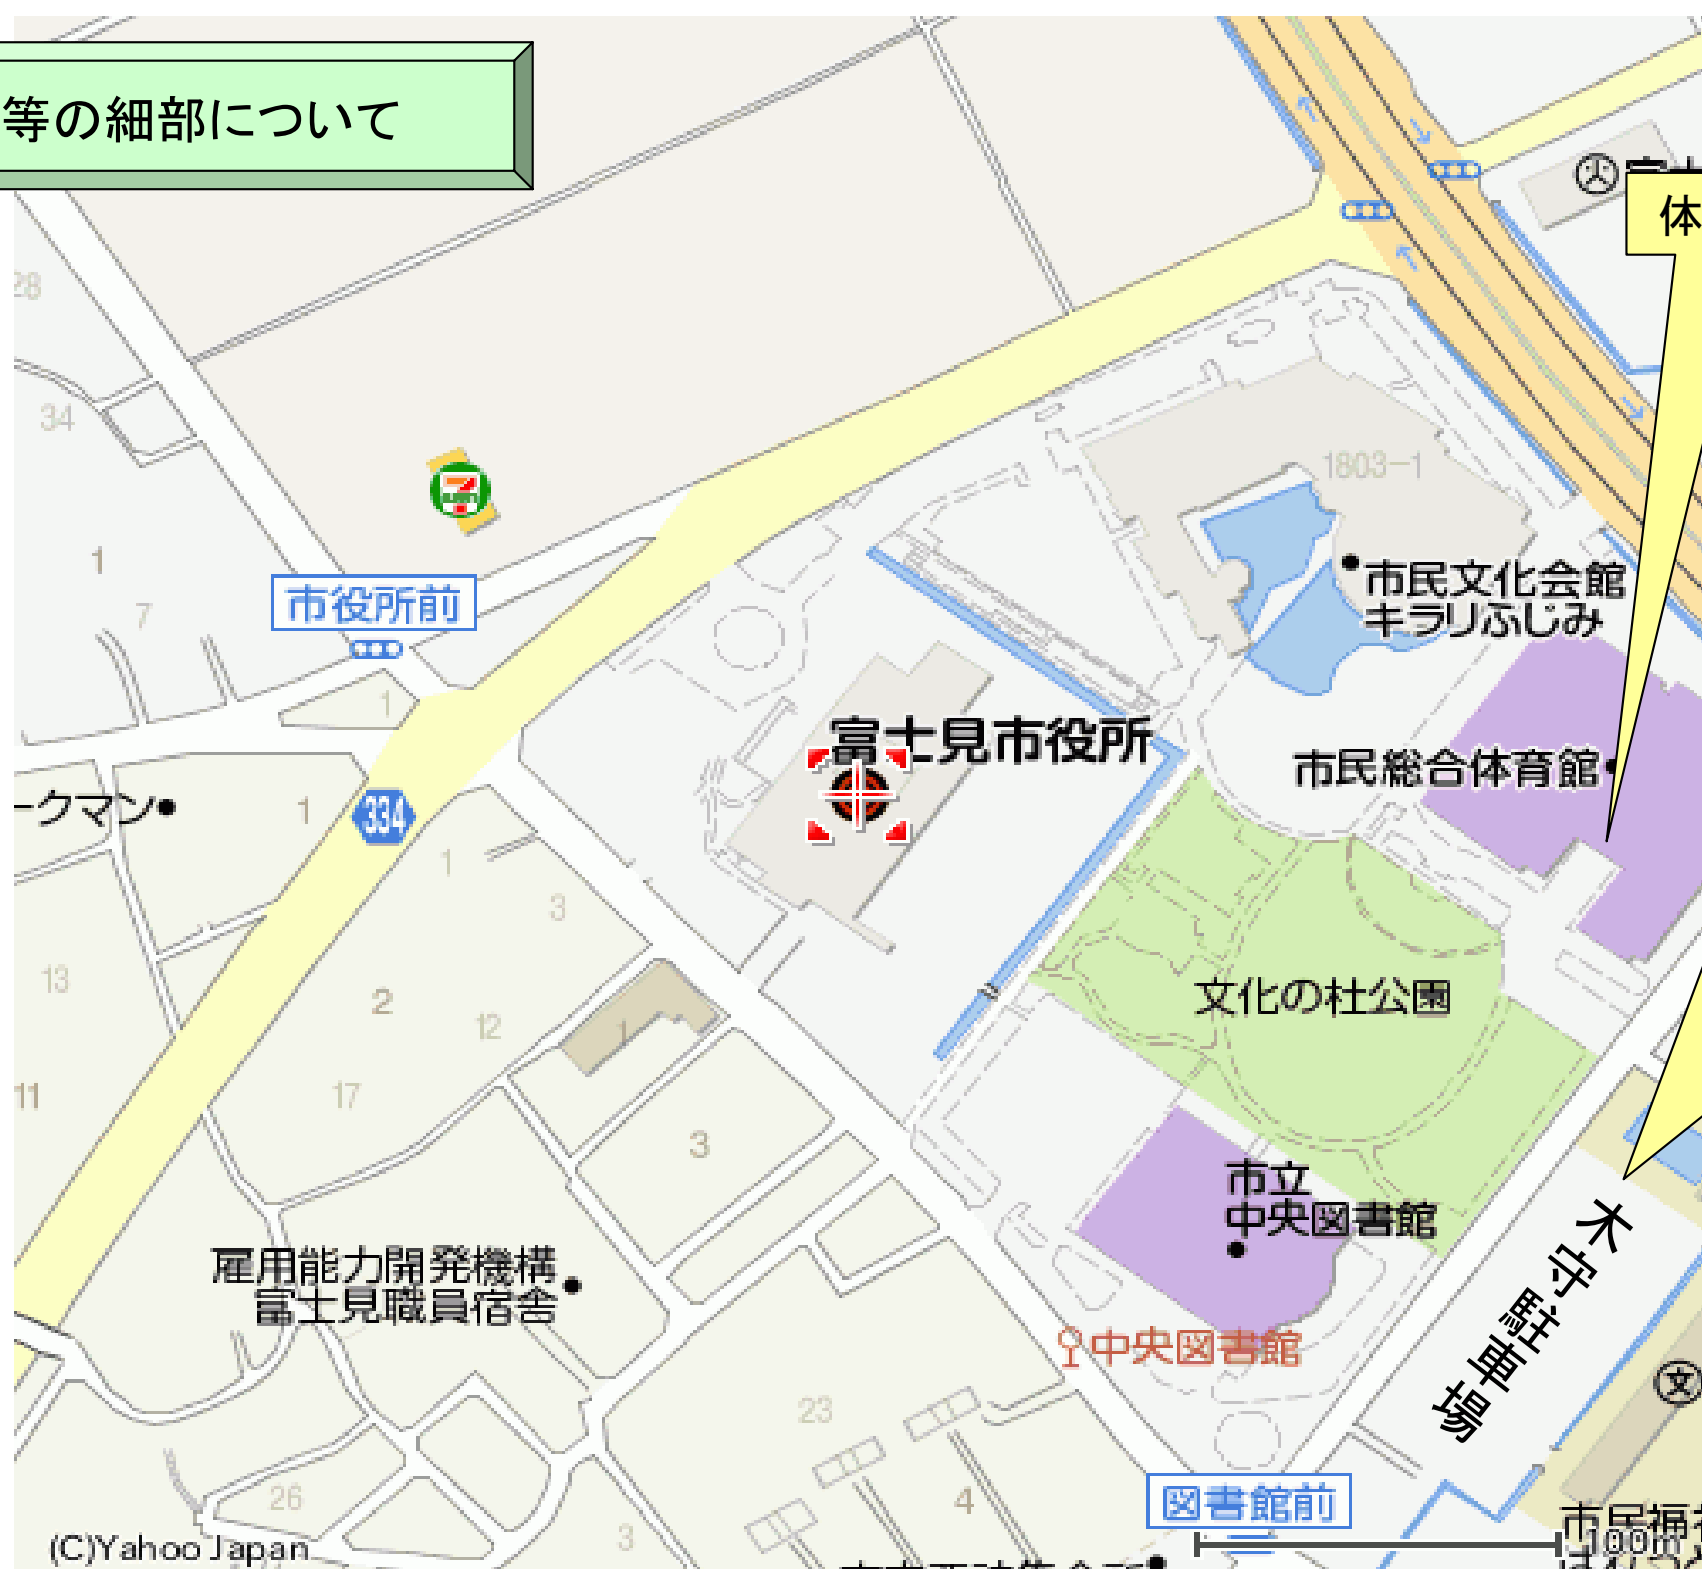 等の細部について
体
28
34
1803-1
1
市役所前
7
市民文化会館
キラリふじみ
1
富士見市役所
市民総合体育館
ークマン
1
334
1
3
13
2
12
1
文化の杜公園
11
17
3
市立
中央図書館
木守駐車場
雇用能力開発機構
富士見職員宿舎
中央図書館
文
23
26
4
図書館前
3
市民福
100m
(C)Yahoo Japan